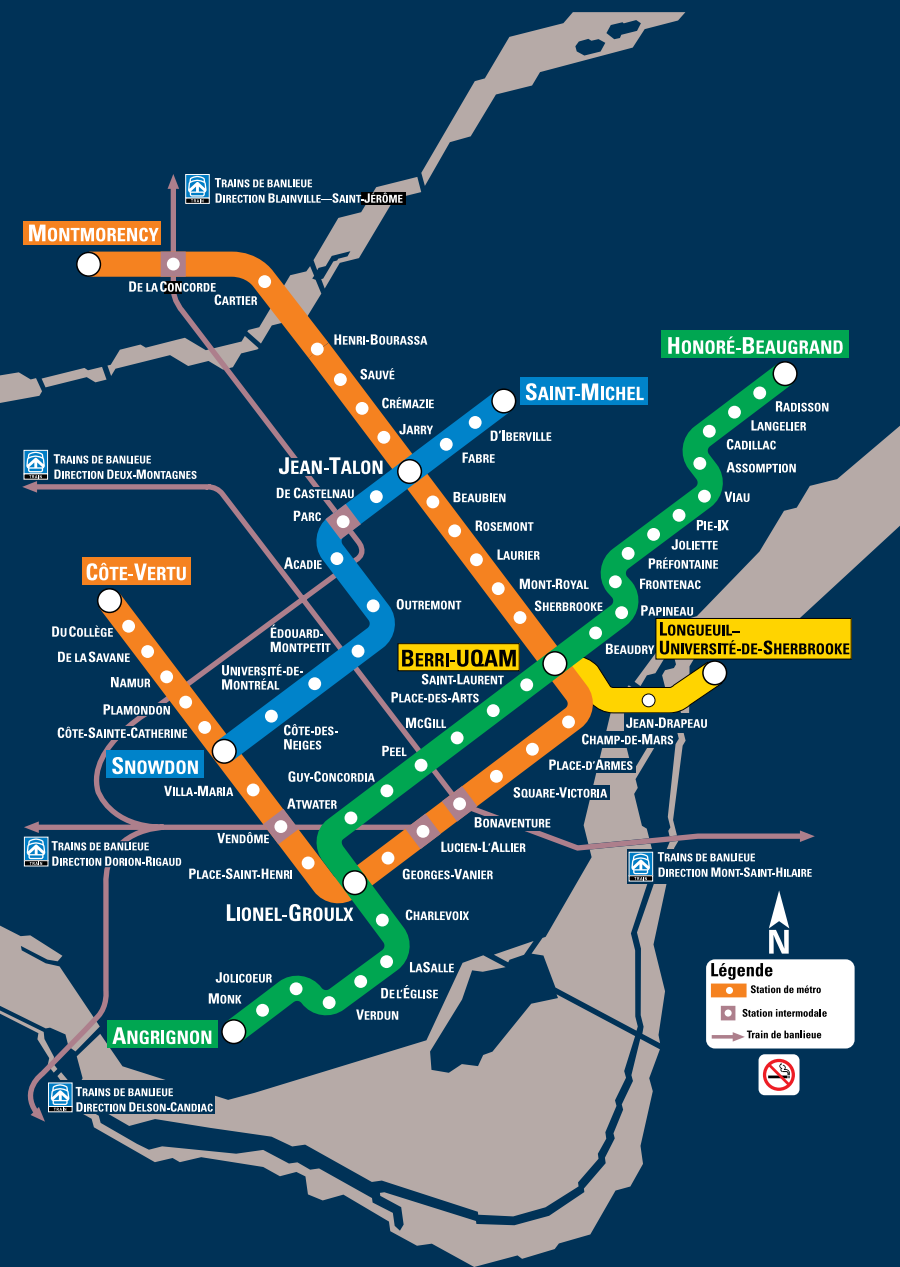 TRAINS DE BANLIEUE
DIRECTION BLAINVILLE—SAINT-JÉRÔME
TRAIN
MONTMORENCY
DE LA CONCORDE
CARTIER
HENRI-BOURASSA
SAUVÉ
CRÉMAZIE
JARRY
HONORÉ-BEAUGRAND
RADISSON
LANGELIER
CADILLAC
ASSOMPTION
VIAU
PIE-IX
JOLIETTE
PRÉFONTAINE
FRONTENAC
PAPINEAU
BEAUDRY
SAINT-MICHEL
D'IBERVILLE
FABRE
JEAN-TALON
DE CASTELNAU
PARC
ACADIE
OUTREMONT
ÉDOUARD-
MONTPETIT
UNIVERSITÉ-DE-
MONTRÉAL
CÔTE-DES-
NEIGES
TRAINS DE BANLIEUE
DIRECTION DEUX-MONTAGNES
TRAIN
BEAUBIEN
ROSEMONT
LAURIER
MONT-ROYAL
SHERBROOKE
CÔTE-VERTU
DU COLLÈGE
DE LA SAVANE
NAMUR
PLAMONDON
CÔTE-SAINTE-CATHERINE
SNOWDON
VILLA-MARIA
VENDÔME
PLACE-SAINT-HENRI
LIONEL-GROULX
LONGUEUIL–
UNIVERSITÉ-DE-SHERBROOKE
JEAN-DRAPEAU
BERRI-UQAM
SAINT-LAURENT
PLACE-DES-ARTS
MCGILL
PEEL
GUY-CONCORDIA
ATWATER
CHAMP-DE-MARS
PLACE-D'ARMES
SQUARE-VICTORIA
BONAVENTURE
LUCIEN-L'ALLIER
GEORGES-VANIER
TRAINS DE BANLIEUE
DIRECTION DORION-RIGAUD
TRAIN
TRAINS DE BANLIEUE
DIRECTION MONT-SAINT-HILAIRE
TRAIN
CHARLEVOIX
LASALLE
DE L'ÉGLISE
VERDUN
JOLICOEUR
MONK
ANGRIGNON
TRAINS DE BANLIEUE
DIRECTION DELSON-CANDIAC
TRAIN
N
Légende
Station de métro
Station intermodale
Train de banlieue